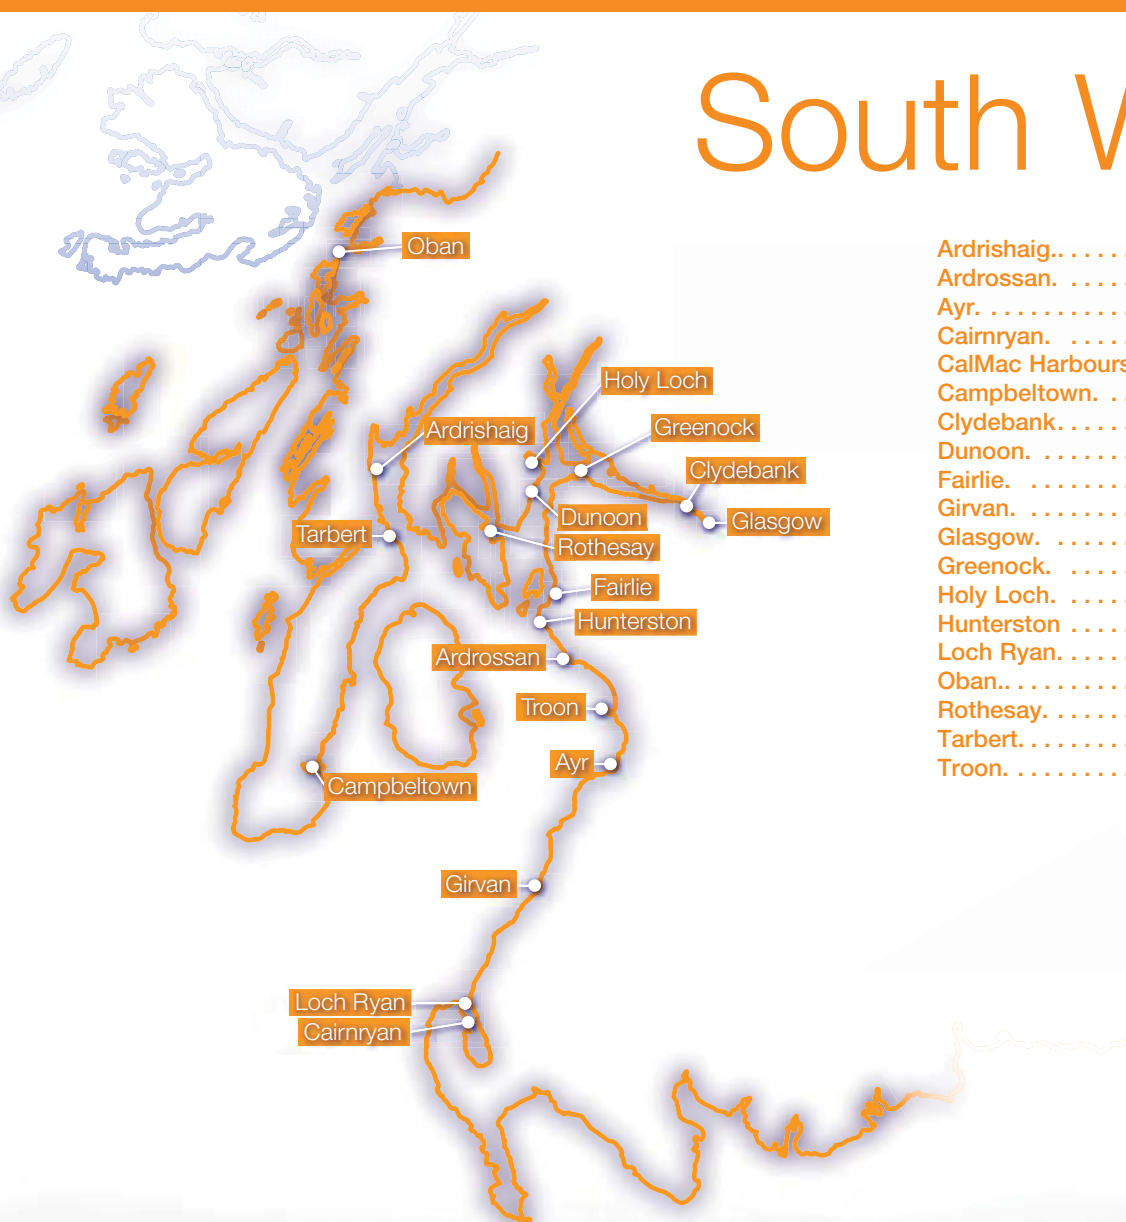 South W
Oban
Holy Loch
Ardrishaig
Greenock
Clydebank
Dunoon
Glasgow
Tarbert
Rothesay
Fairlie
Hunterston
Ardrossan
Troon
Ayr
Campbeltown
Girvan
Loch Ryan
Cairnryan
Ardrishaig.. . . . . .
Ardrossan. . . . . .
Ayr. . . . . . . . . . . .
Cairnryan. . . . . .
CalMac Harbours
Campbeltown. . .
Clydebank. . . . . .
Dunoon. . . . . . . .
Fairlie. . . . . . . . .
Girvan. . . . . . . . .
Glasgow. . . . . . .
Greenock. . . . . .
Holy Loch. . . . . .
Hunterston . . . . .
Loch Ryan. . . . . .
Oban.. . . . . . . . . .
Rothesay. . . . . . .
Tarbert. . . . . . . . .
Troon. . . . . . . . . .